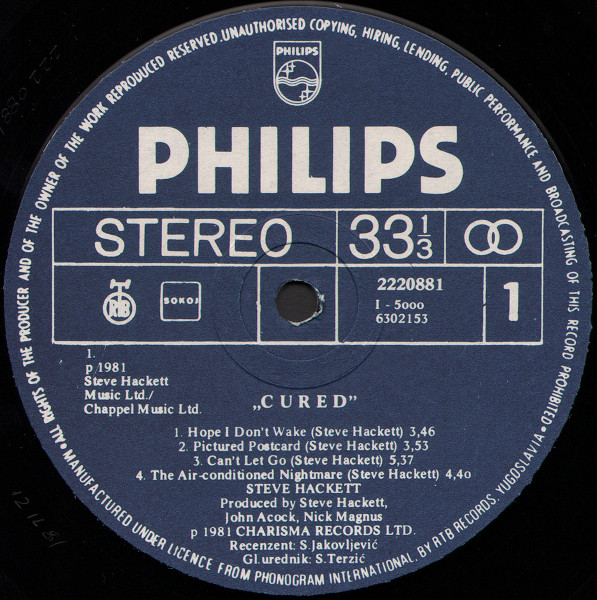 ALL RIGHTS OF THE PRODUCER AND OF THE OWNER OF THE WORK REPRODUCED RESERVED. UNAUTHORISED COPYING, HIRING, LENDING, PUBLIC PERFORMANCE AND BROADCASTING OF THIS RECORD PROHIBITED •
PHILIPS
PHILIPS
STEREO 33 1/3
RTB
SOKOJ
2220881
I - 5ooo
6302153
1
1.
p 1981
Steve Hackett
Music Ltd./
Chappel Music Ltd.
„CURED”
1. Hope I Don't Wake (Steve Hackett) 3,46
2. Pictured Postcard (Steve Hackett) 3,53
3. Can't Let Go (Steve Hackett) 5,37
4. The Air-conditioned Nightmare (Steve Hackett) 4,4o
STEVE HACKETT
Produced by Steve Hackett,
John Acock, Nick Magnus
p 1981 CHARISMA RECORDS LTD.
Recenzent: S.Jakovljević
Gl.urednik: S.Terzić
• MANUFACTURED UNDER LICENCE FROM PHONOGRAM INTERNATIONAL, BY RTB RECORDS, YUGOSLAVIA •